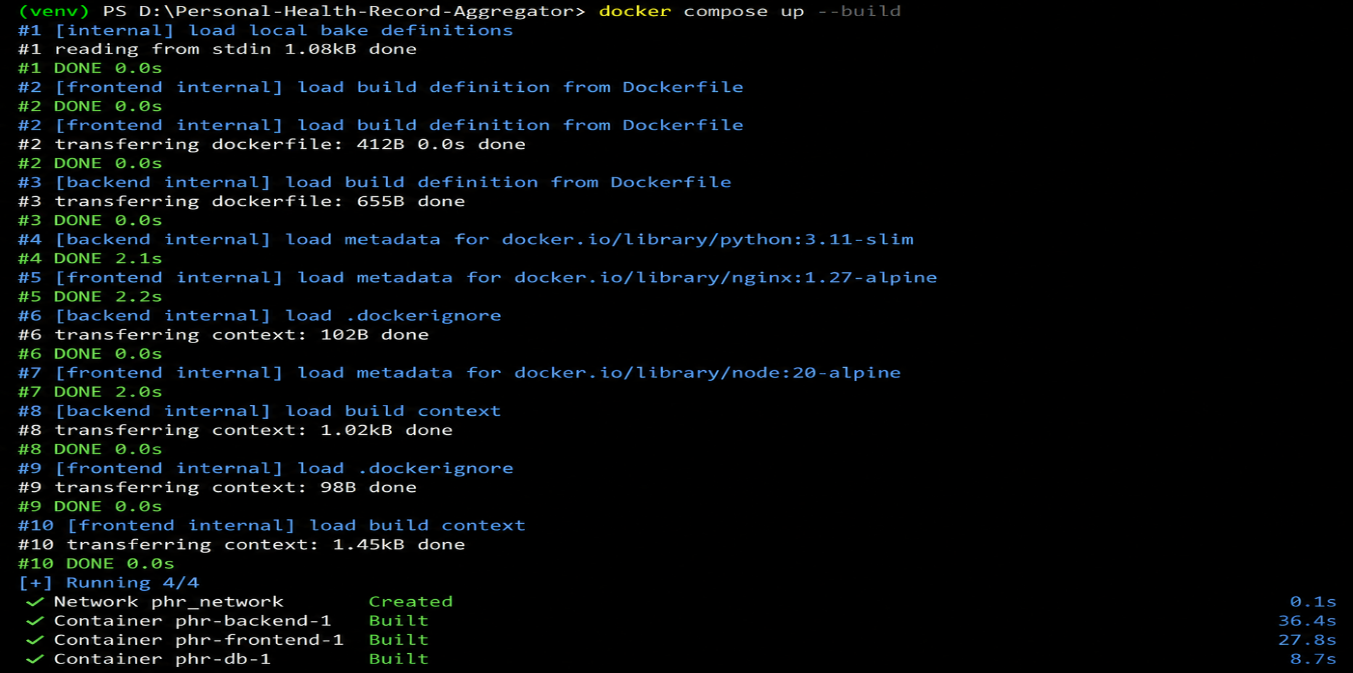 (venv) PS D:\Personal-Health-Record-Aggregator> docker compose up --build
#1 [internal] load local bake definitions
#1 reading from stdin 1.08kB done
#1 DONE 0.0s
#2 [frontend internal] load build definition from Dockerfile
#2 DONE 0.0s
#2 [frontend internal] load build definition from Dockerfile
#2 transferring dockerfile: 412B 0.0s done
#2 DONE 0.0s
#3 [backend internal] load build definition from Dockerfile
#3 transferring dockerfile: 655B done
#3 DONE 0.0s
#4 [backend internal] load metadata for docker.io/library/python:3.11-slim
#4 DONE 2.1s
#5 [frontend internal] load metadata for docker.io/library/nginx:1.27-alpine
#5 DONE 2.2s
#6 [backend internal] load .dockerignore
#6 transferring context: 102B done
#6 DONE 0.0s
#7 [frontend internal] load metadata for docker.io/library/node:20-alpine
#7 DONE 2.0s
#8 [backend internal] load build context
#8 transferring context: 1.02kB done
#8 DONE 0.0s
#9 [frontend internal] load .dockerignore
#9 transferring context: 98B done
#9 DONE 0.0s
#10 [frontend internal] load build context
#10 transferring context: 1.45kB done
#10 DONE 0.0s
[+] Running 4/4
✓ Network phr_network Created 0.1s
✓ Container phr-backend-1 Built 36.4s
✓ Container phr-frontend-1 Built 27.8s
✓ Container phr-db-1 Built 8.7s